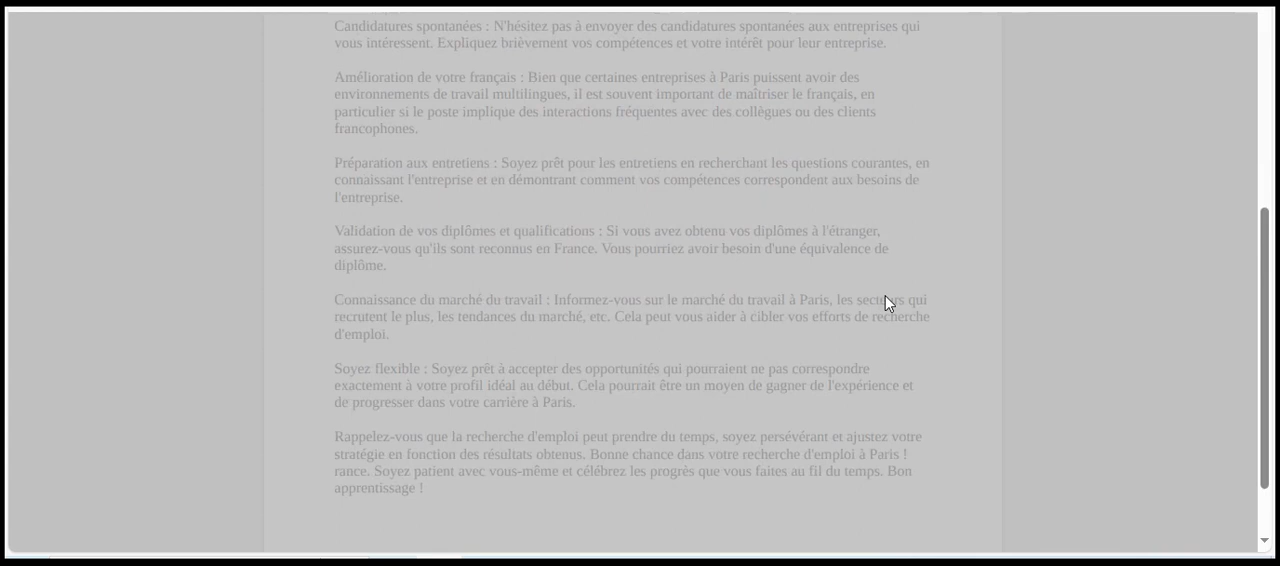 Candidatures spontanées : N'hésitez pas à envoyer des candidatures spontanées aux entreprises qui
vous intéressent. Expliquez brièvement vos compétences et votre intérêt pour leur entreprise.
Amélioration de votre français : Bien que certaines entreprises à Paris puissent avoir des
environnements de travail multilingues, il est souvent important de maîtriser le français, en
particulier si le poste implique des interactions fréquentes avec des collègues ou des clients
francophones.
Préparation aux entretiens : Soyez prêt pour les entretiens en recherchant les questions courantes, en
connaissant l'entreprise et en démontrant comment vos compétences correspondent aux besoins de
l'entreprise.
Validation de vos diplômes et qualifications : Si vous avez obtenu vos diplômes à l'étranger,
assurez-vous qu'ils sont reconnus en France. Vous pourriez avoir besoin d'une équivalence de
diplôme.
Connaissance du marché du travail : Informez-vous sur le marché du travail à Paris, les secteurs qui
recrutent le plus, les tendances du marché, etc. Cela peut vous aider à cibler vos efforts de recherche
d'emploi.
Soyez flexible : Soyez prêt à accepter des opportunités qui pourraient ne pas correspondre
exactement à votre profil idéal au début. Cela pourrait être un moyen de gagner de l'expérience et
de progresser dans votre carrière à Paris.
Rappelez-vous que la recherche d'emploi peut prendre du temps, soyez persévérant et ajustez votre
stratégie en fonction des résultats obtenus. Bonne chance dans votre recherche d'emploi à Paris !
rance. Soyez patient avec vous-même et célébrez les progrès que vous faites au fil du temps. Bon
apprentissage !